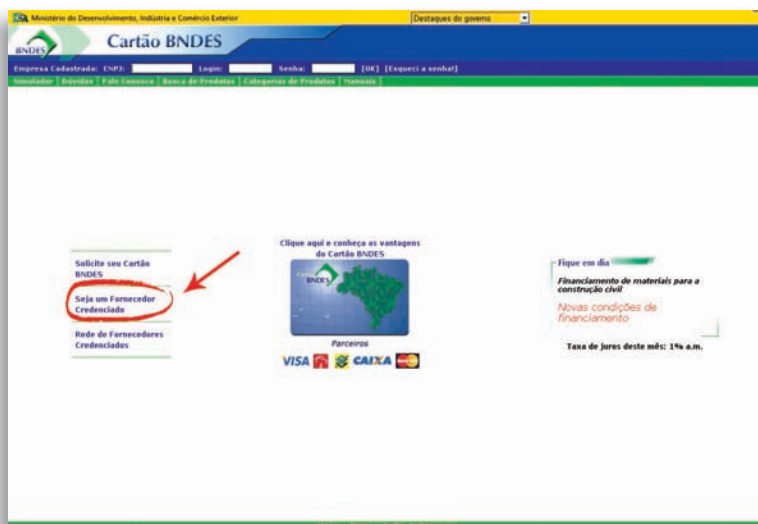 Ministério do Desenvolvimento, Indústria e Comércio Exterior
Destaques do governo
BNDES
Cartão BNDES
Empresa Cadastrada: CNPJ: Login: Senha: [OK] [Esqueci a senha!]
Simulador | Dúvidas | Fale Conosco | Busca de Produtos | Categorias de Produtos | Manuais |
Solicite seu Cartão
BNDES
Seja um Fornecedor
Credenciado
Rede de Fornecedores
Credenciados
Clique aqui e conheça as vantagens
do Cartão BNDES
Cartão
BNDES
Parceiros
VISA CAIXA MasterCard
Fique em dia
Financiamento de materiais para a
construção civil
Novas condições de
financiamento
Taxa de juros deste mês: 1% a.m.